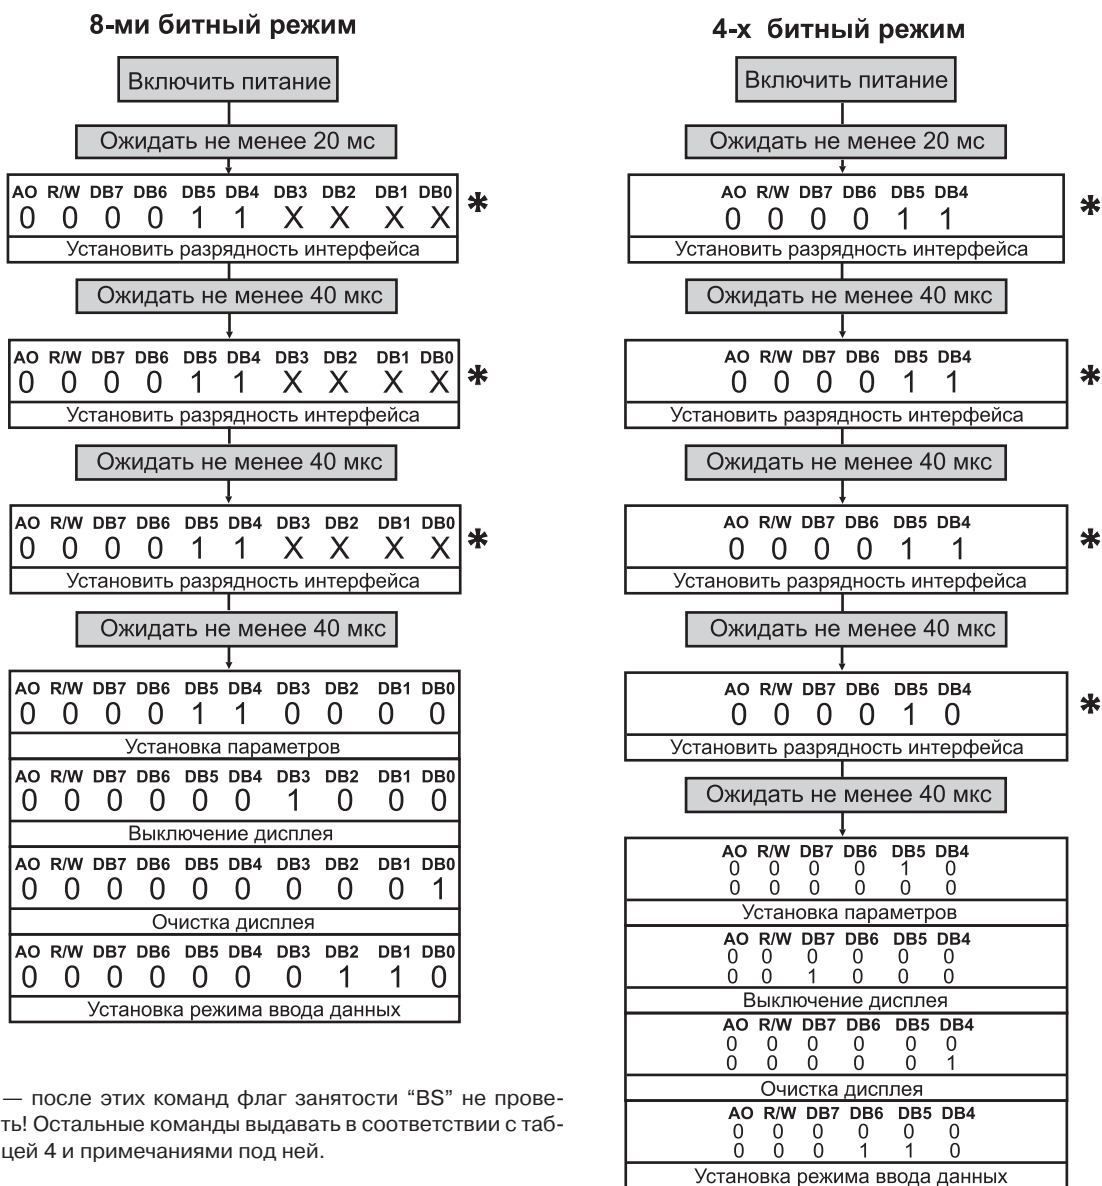 8-ми битный режим
Включить питание
Ожидать не менее 20 мс
AO R/W DB7 DB6 DB5 DB4 DB3 DB2 DB1 DB0
0 0 0 0 1 1 X X X X *
Установить разрядность интерфейса
Ожидать не менее 40 мкс
AO R/W DB7 DB6 DB5 DB4 DB3 DB2 DB1 DB0
0 0 0 0 1 1 X X X X *
Установить разрядность интерфейса
Ожидать не менее 40 мкс
AO R/W DB7 DB6 DB5 DB4 DB3 DB2 DB1 DB0
0 0 0 0 1 1 X X X X *
Установить разрядность интерфейса
Ожидать не менее 40 мкс
AO R/W DB7 DB6 DB5 DB4 DB3 DB2 DB1 DB0
0 0 0 0 1 1 0 0 0 0
Установка параметров
AO R/W DB7 DB6 DB5 DB4 DB3 DB2 DB1 DB0
0 0 0 0 0 0 1 0 0 0
Выключение дисплея
AO R/W DB7 DB6 DB5 DB4 DB3 DB2 DB1 DB0
0 0 0 0 0 0 0 0 0 1
Очистка дисплея
AO R/W DB7 DB6 DB5 DB4 DB3 DB2 DB1 DB0
0 0 0 0 0 0 0 1 1 0
Установка режима ввода данных
— после этих команд флаг занятости “BS” не прове-
ть! Остальные команды выдавать в соответствии с таб-
цей 4 и примечаниями под ней.
4-х битный режим
Включить питание
Ожидать не менее 20 мс
AO R/W DB7 DB6 DB5 DB4
0 0 0 0 1 1 *
Установить разрядность интерфейса
Ожидать не менее 40 мкс
AO R/W DB7 DB6 DB5 DB4
0 0 0 0 1 1 *
Установить разрядность интерфейса
Ожидать не менее 40 мкс
AO R/W DB7 DB6 DB5 DB4
0 0 0 0 1 1 *
Установить разрядность интерфейса
Ожидать не менее 40 мкс
AO R/W DB7 DB6 DB5 DB4
0 0 0 0 1 0 *
Установить разрядность интерфейса
Ожидать не менее 40 мкс
AO R/W DB7 DB6 DB5 DB4
0 0 0 0 1 0
0 0 0 0 0 0
Установка параметров
AO R/W DB7 DB6 DB5 DB4
0 0 0 0 0 0
0 0 1 0 0 0
Выключение дисплея
AO R/W DB7 DB6 DB5 DB4
0 0 0 0 0 0
0 0 0 0 0 1
Очистка дисплея
AO R/W DB7 DB6 DB5 DB4
0 0 0 0 0 0
0 0 0 1 1 0
Установка режима ввода данных